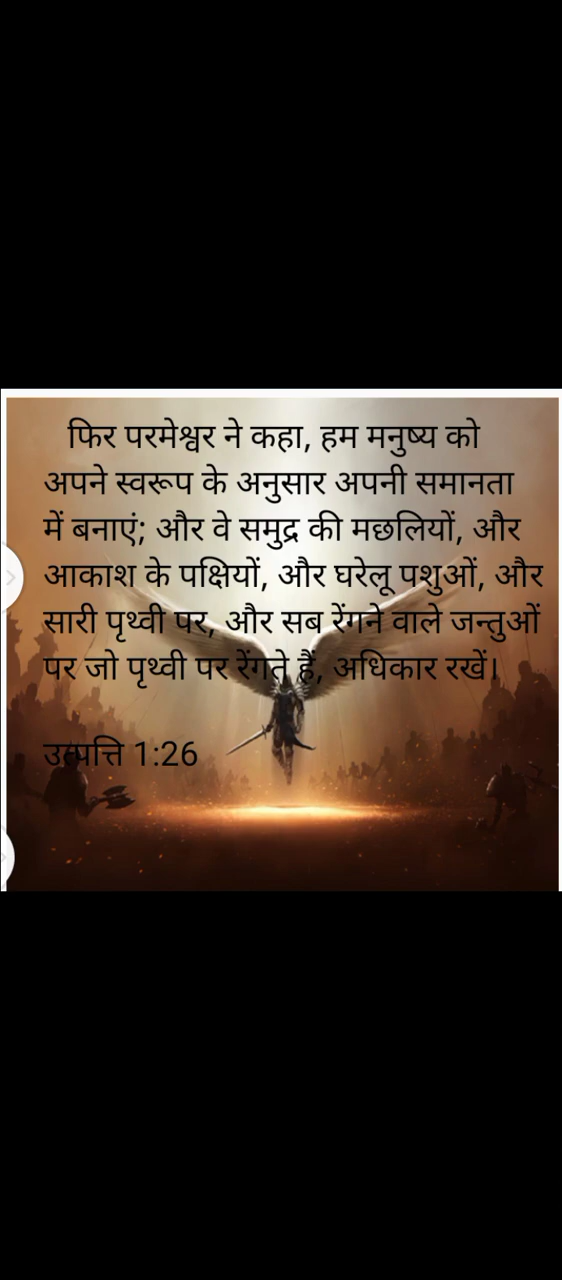 फिर परमेश्वर ने कहा, हम मनुष्य को
अपने स्वरूप के अनुसार अपनी समानता
में बनाएं; और वे समुद्र की मछलियों, और
आकाश के पक्षियों, और घरेलू पशुओं, और
सारी पृथ्वी पर, और सब रेंगने वाले जन्तुओं
पर जो पृथ्वी पर रेंगते हैं, अधिकार रखें।
उत्पत्ति 1:26